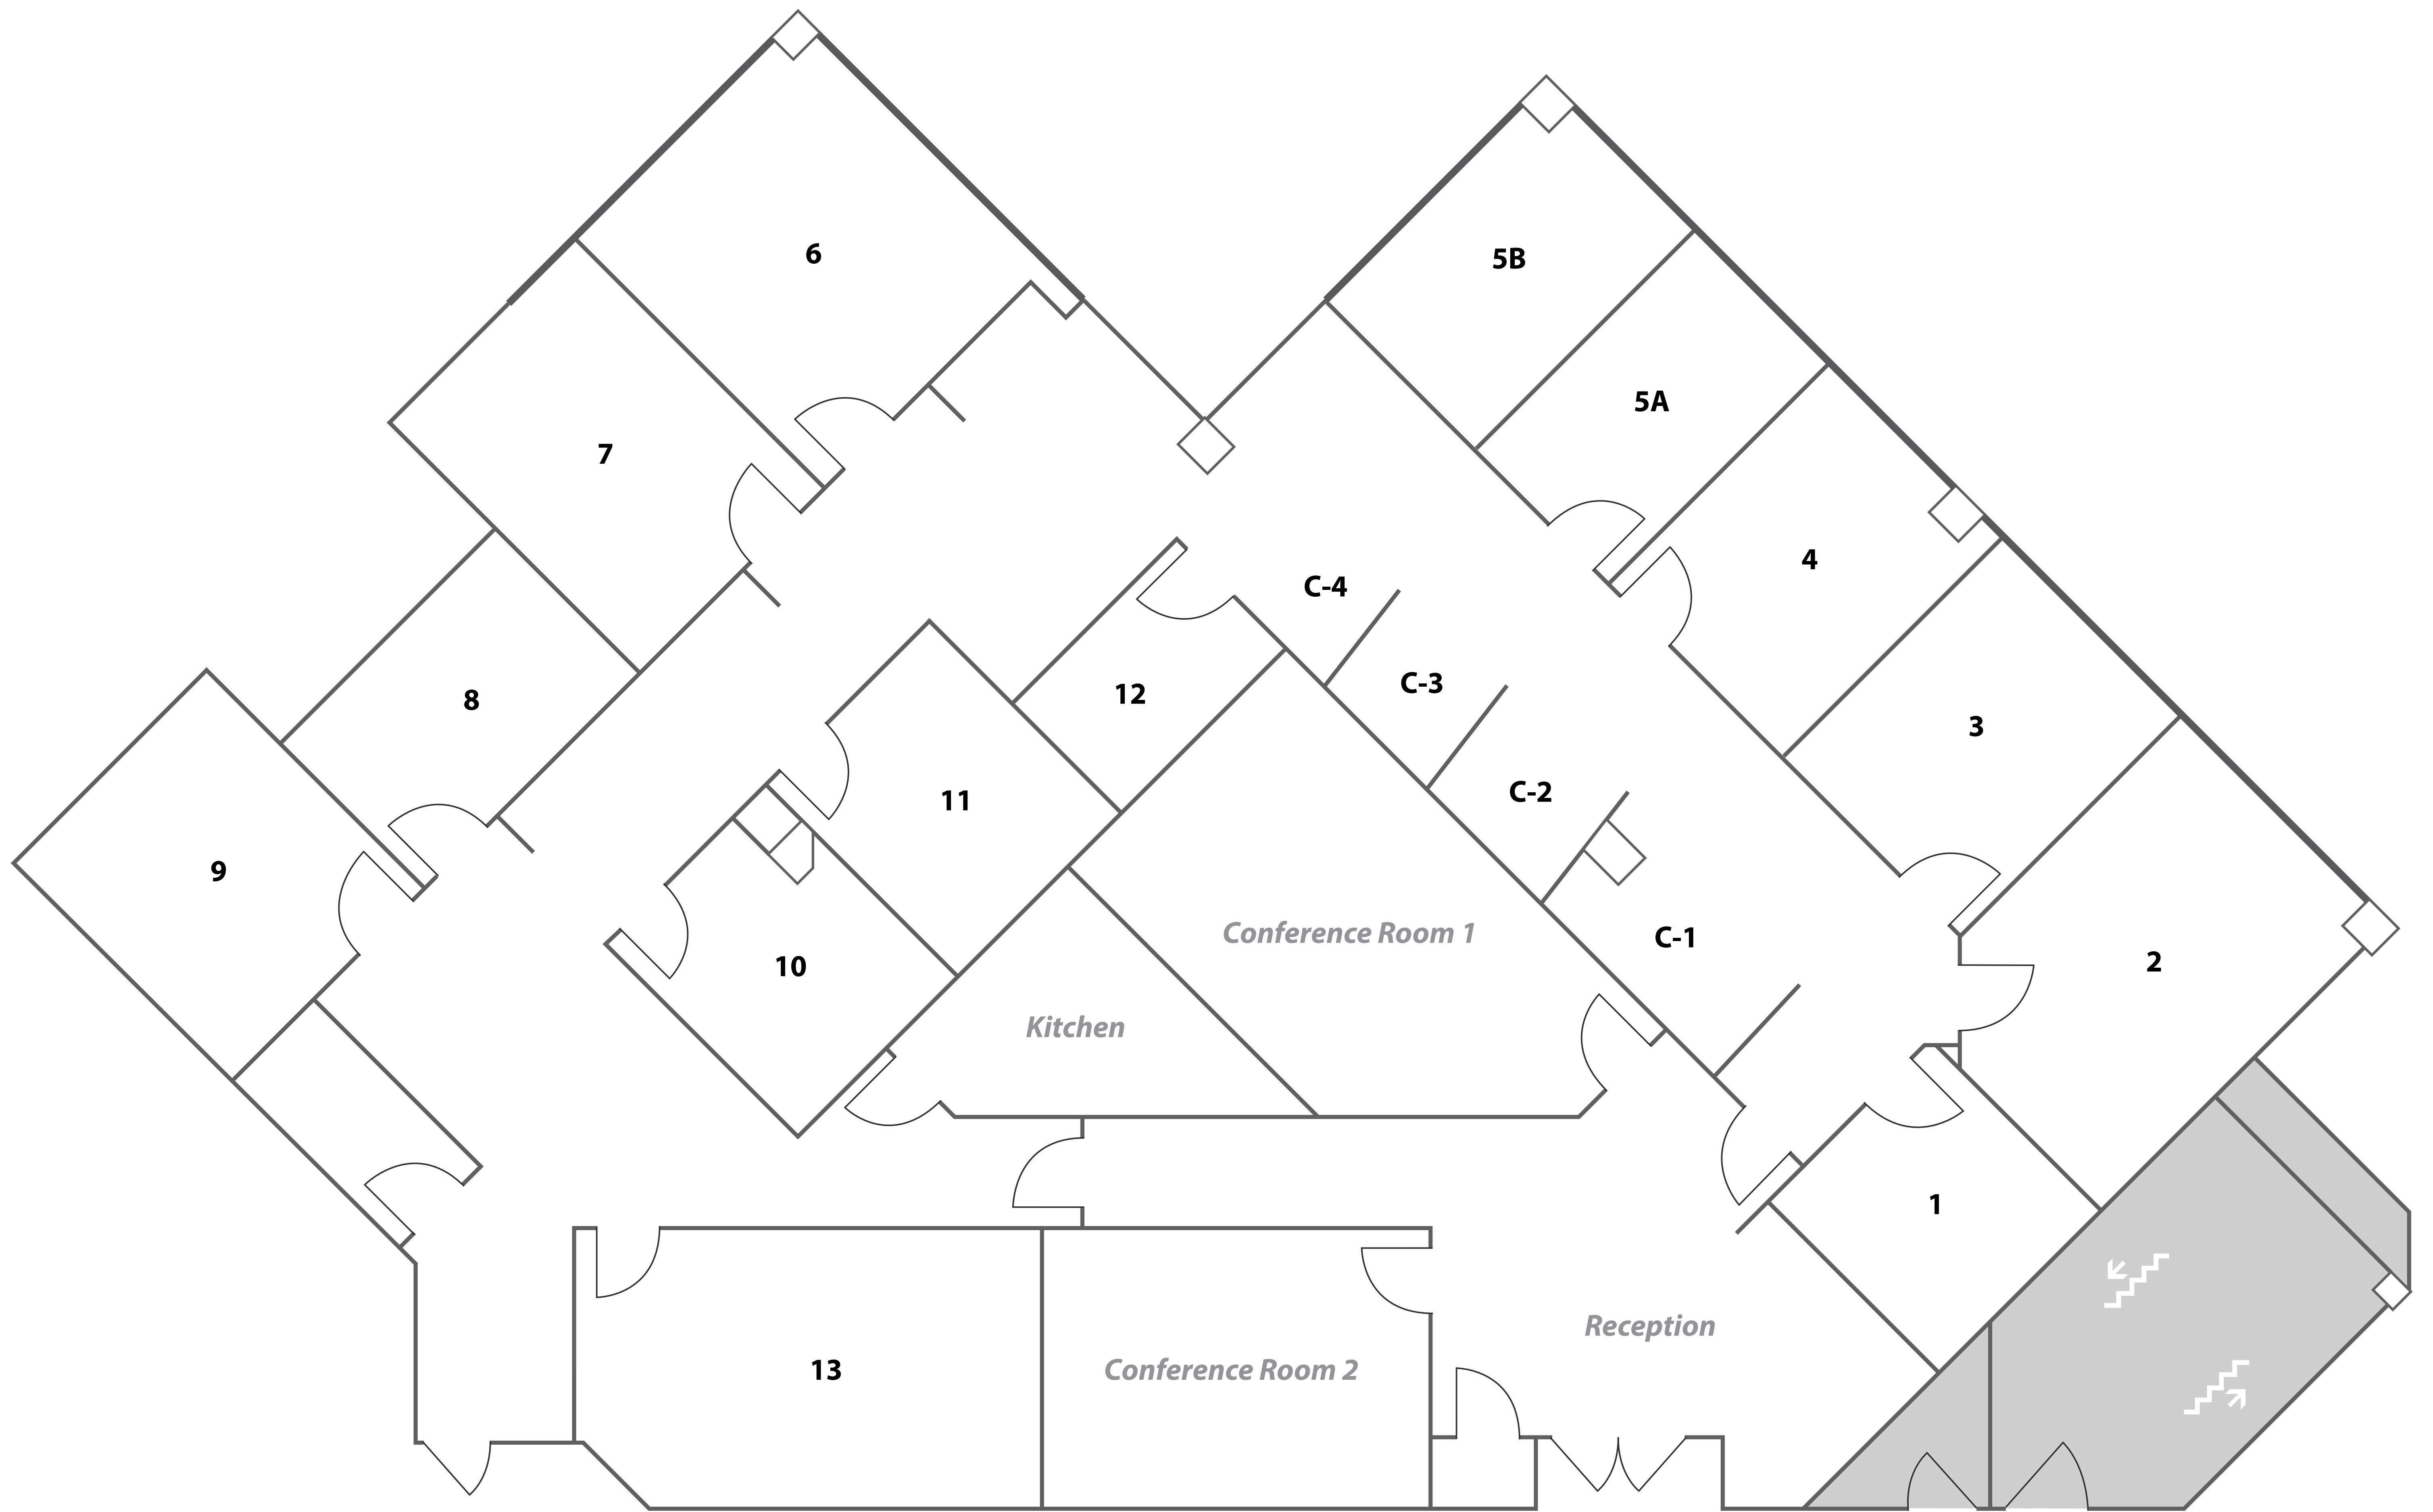 6
5B
5A
7
4
C-4
C-3
12
8
3
C-2
11
9
Conference Room 1
C-1
2
10
Kitchen
1
Reception
13
Conference Room 2